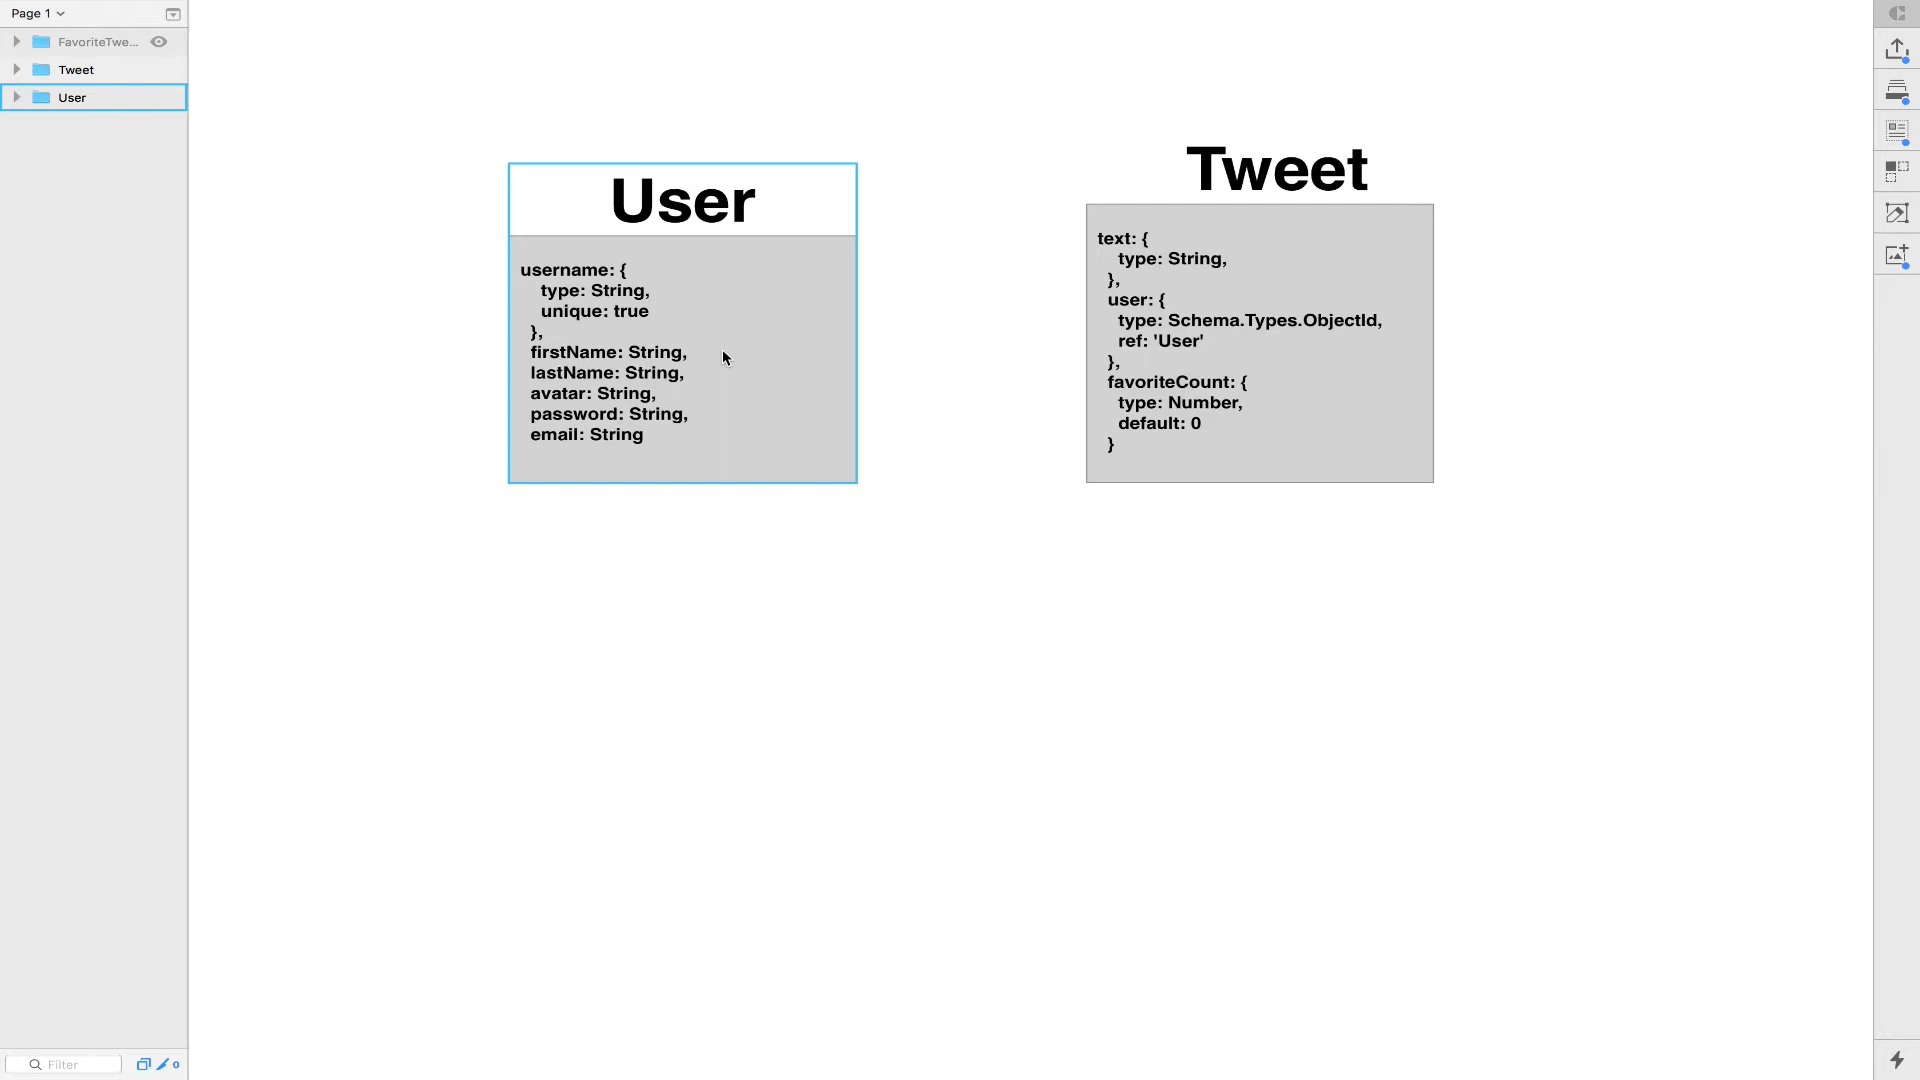 Page 1
FavoriteTwe...
Tweet
User
User
username: {
type: String,
unique: true
},
firstName: String,
lastName: String,
avatar: String,
password: String,
email: String
Tweet
text: {
type: String,
},
user: {
type: Schema.Types.ObjectId,
ref: 'User'
},
favoriteCount: {
type: Number,
default: 0
}
Filter
0